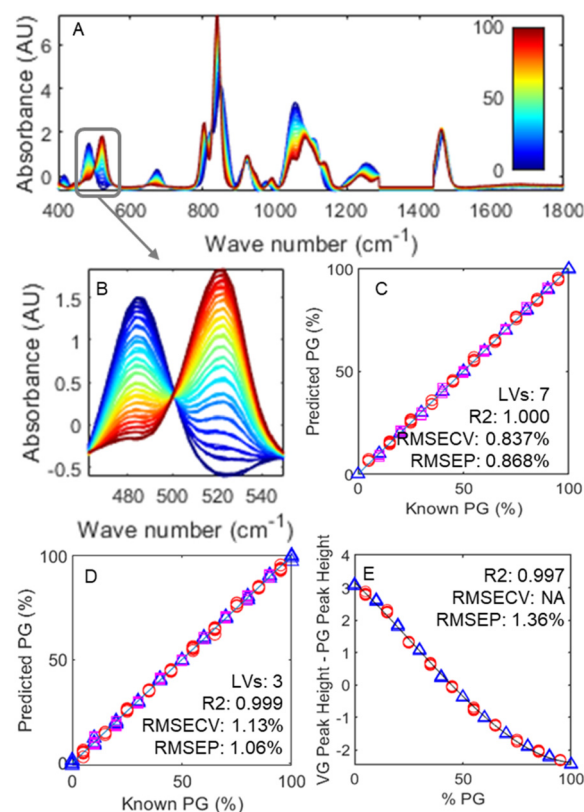 A
Absorbance (AU)
6
4
2
0
100
50
0
400 600 800 1000 1200 1400 1600 1800
Wave number (cm-1)
B
Absorbance (AU)
1.5
1
0.5
0
-0.5
480 500 520 540
Wave number (cm-1)
C
Predicted PG (%)
100
50
0
LVs: 7
R2: 1.000
RMSECV: 0.837%
RMSEP: 0.868%
0 50 100
Known PG (%)
D
Predicted PG (%)
100
50
0
LVs: 3
R2: 0.999
RMSECV: 1.13%
RMSEP: 1.06%
0 50 100
Known PG (%)
E
VG Peak Height - PG Peak Height
4
3
2
1
0
-1
-2
R2: 0.997
RMSECV: NA
RMSEP: 1.36%
0 50 100
% PG